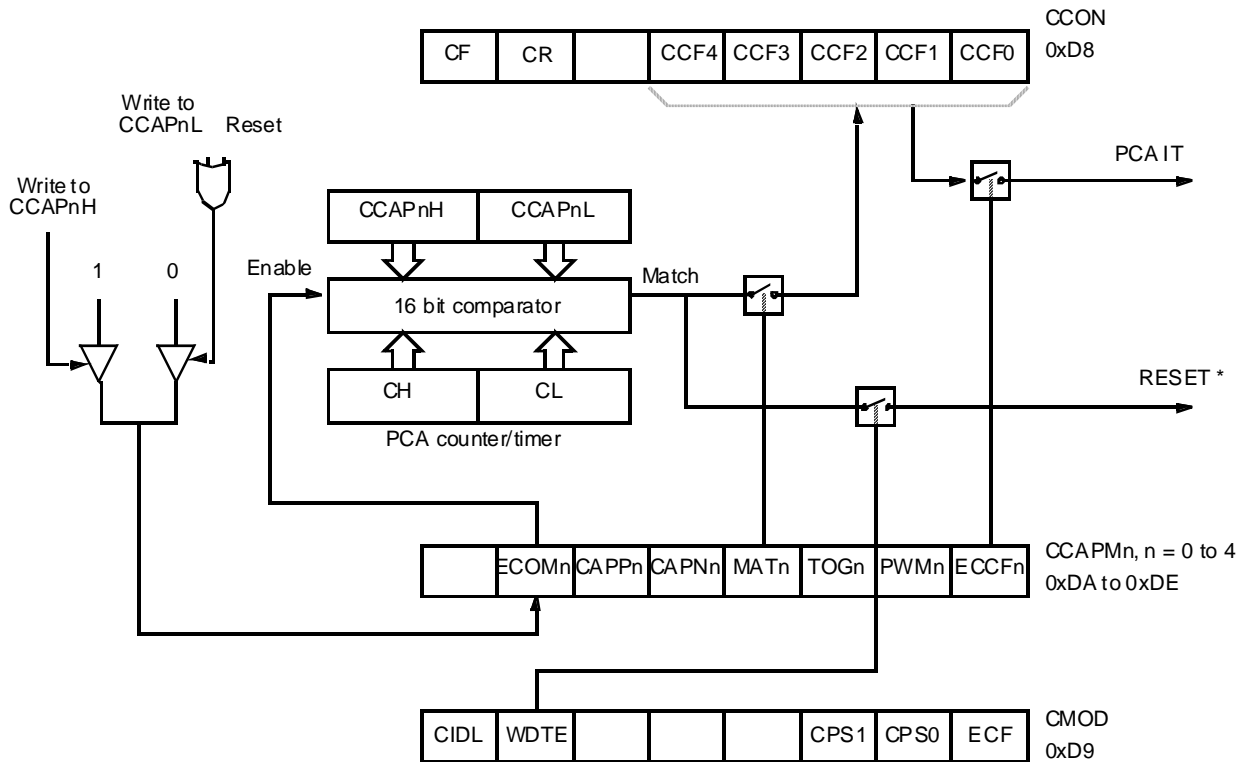 CCON
0xD8
CF CR CCF4 CCF3 CCF2 CCF1 CCF0
Write to
CCAPnL Reset
PCA IT
Write to
CCAPnH
CCAPnH CCAPnL
1 0 Enable
Match
16 bit comparator
RESET *
CH CL
PCA counter/timer
ECOMn CAPPn CAPNn MATn TOGn PWMn ECCFn
CCAPMn, n = 0 to 4
0xDA to 0xDE
CIDL WDTE CPS1 CPS0 ECF
CMOD
0xD9